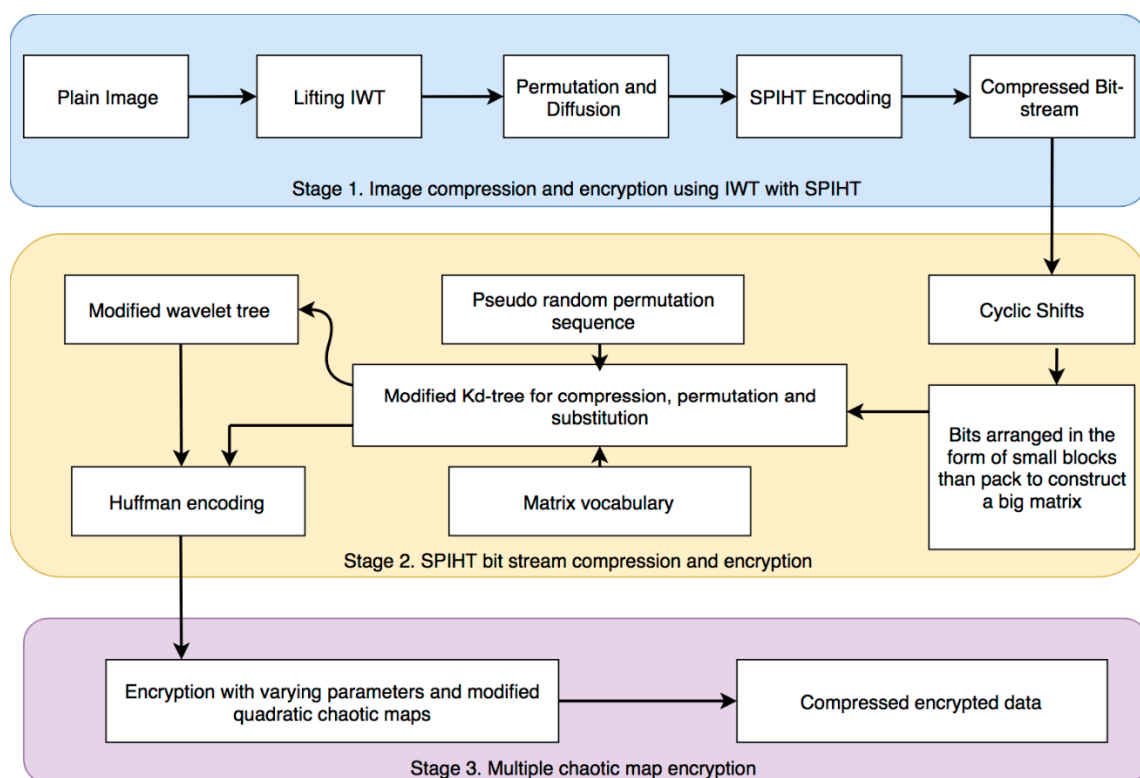 Plain Image
Lifting IWT
Permutation and
Diffusion
SPIHT Encoding
Compressed Bit-
stream
Stage 1. Image compression and encryption using IWT with SPIHT
Modified wavelet tree
Pseudo random permutation
sequence
Cyclic Shifts
Modified Kd-tree for compression, permutation and
substitution
Bits arranged in the
form of small blocks
than pack to construct
a big matrix
Huffman encoding
Matrix vocabulary
Stage 2. SPIHT bit stream compression and encryption
Encryption with varying parameters and modified
quadratic chaotic maps
Compressed encrypted data
Stage 3. Multiple chaotic map encryption